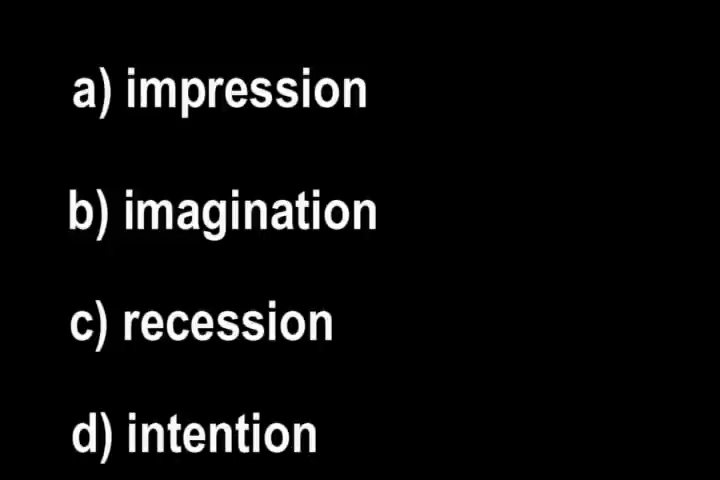 a) impression
b) imagination
c) recession
d) intention